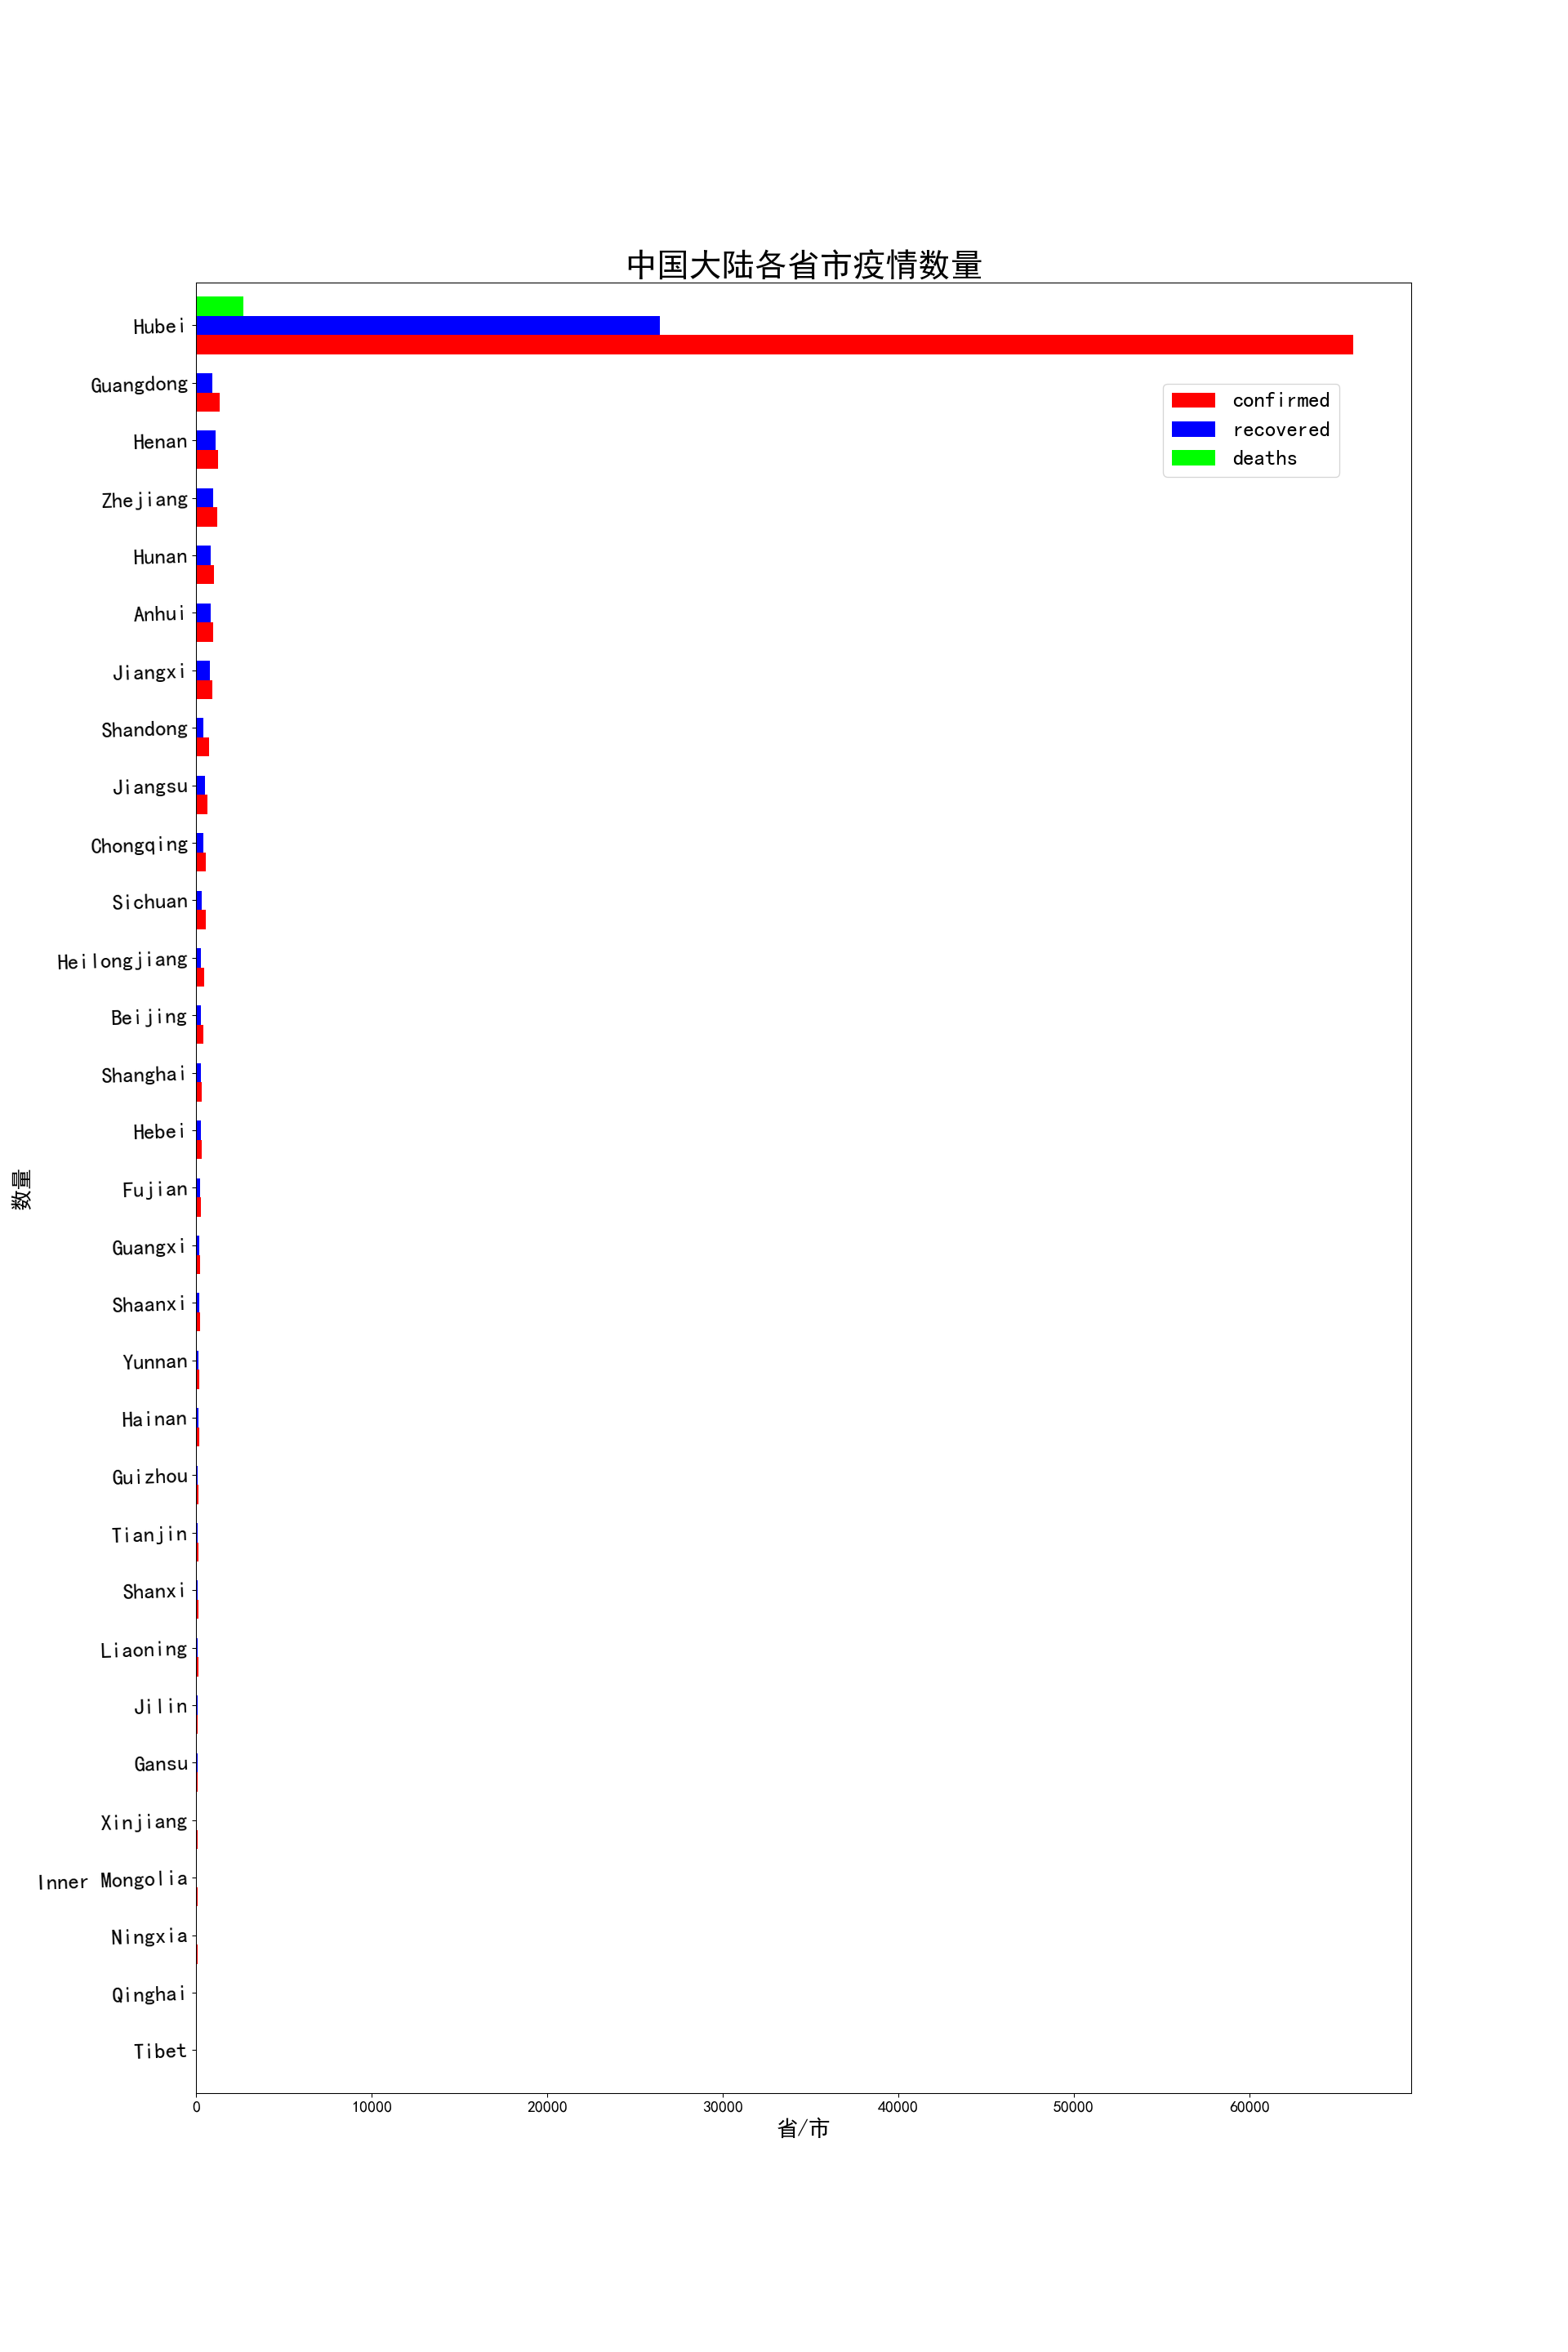 中国大陆各省市疫情数量
Hubei
Guangdong
Henan
Zhejiang
Hunan
Anhui
Jiangxi
Shandong
Jiangsu
Chongqing
Sichuan
Heilongjiang
Beijing
Shanghai
Hebei
Fujian
Guangxi
Shaanxi
Yunnan
Hainan
Guizhou
Tianjin
Shanxi
Liaoning
Jilin
Gansu
Xinjiang
Inner Mongolia
Ningxia
Qinghai
Tibet
数量
confirmed
recovered
deaths
0 10000 20000 30000 40000 50000 60000
省/市